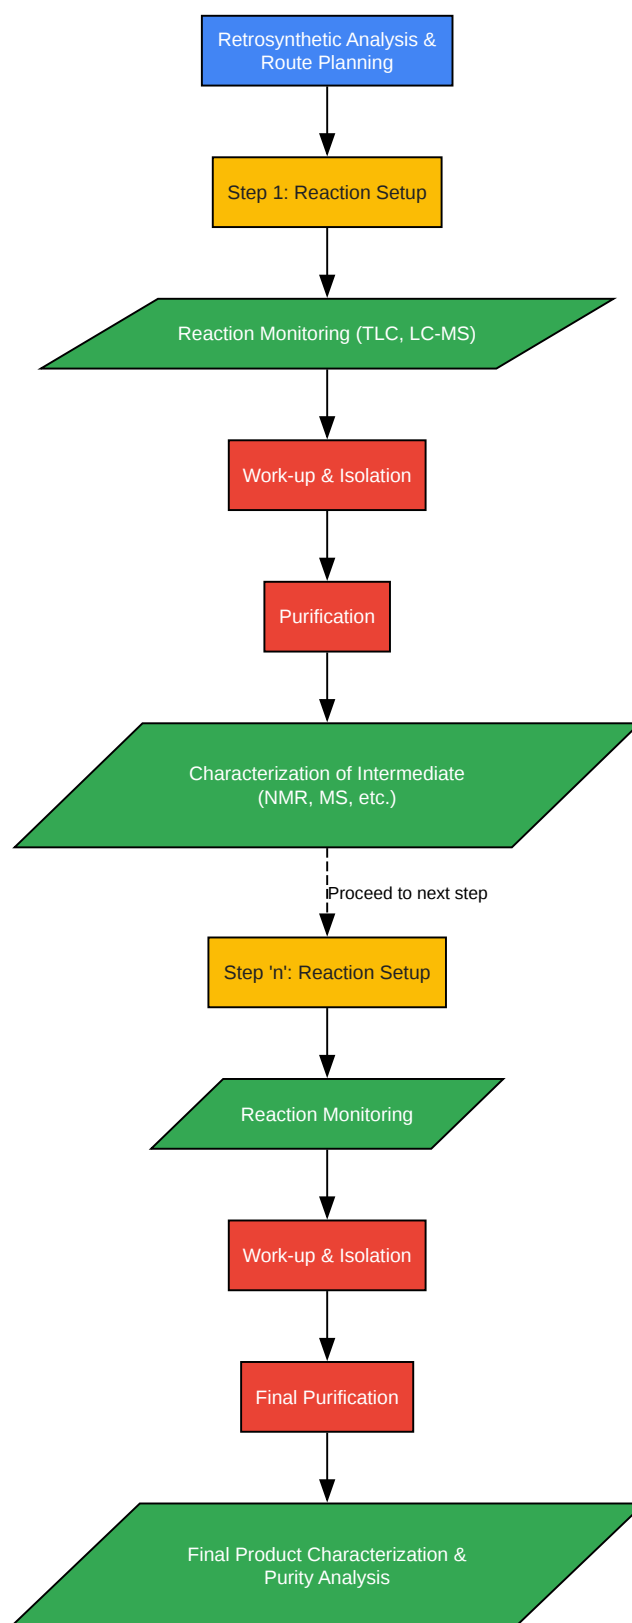 Retrosynthetic Analysis &
Route Planning
Step 1: Reaction Setup
Reaction Monitoring (TLC, LC-MS)
Work-up & Isolation
Purification
Characterization of Intermediate
(NMR, MS, etc.)
Proceed to next step
Step 'n': Reaction Setup
Reaction Monitoring
Work-up & Isolation
Final Purification
Final Product Characterization &
Purity Analysis